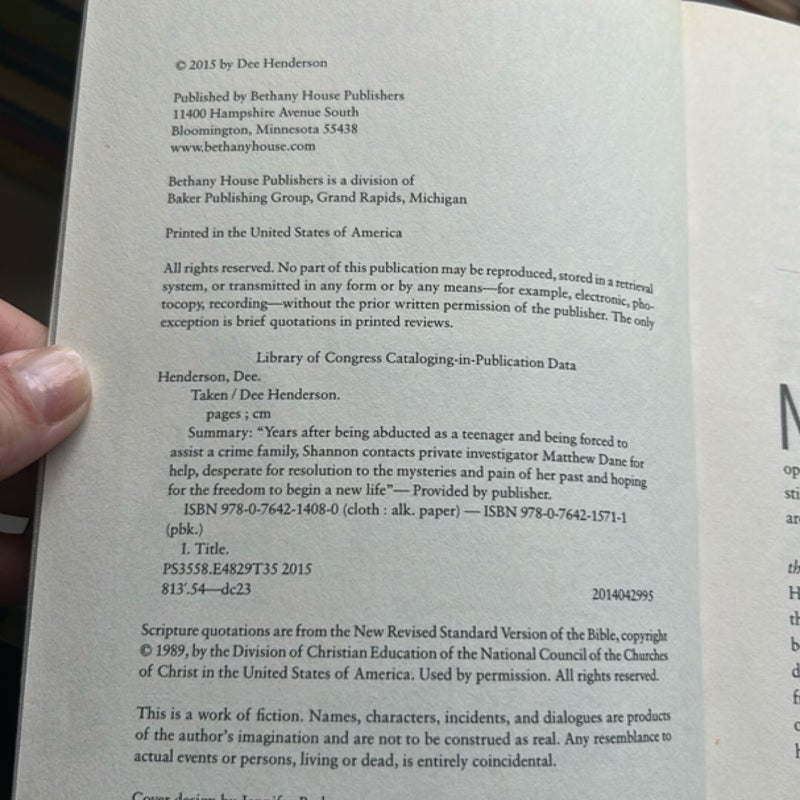 © 2015 by Dee Henderson
Published by Bethany House Publishers
11400 Hampshire Avenue South
Bloomington, Minnesota 55438
www.bethanyhouse.com
Bethany House Publishers is a division of
Baker Publishing Group, Grand Rapids, Michigan
Printed in the United States of America
All rights reserved. No part of this publication may be reproduced, stored in a retrieval
system, or transmitted in any form or by any means—for example, electronic, pho-
tocopy, recording—without the prior written permission of the publisher. The only
exception is brief quotations in printed reviews.
Library of Congress Cataloging-in-Publication Data
Henderson, Dee.
Taken / Dee Henderson.
pages ; cm
Summary: “Years after being abducted as a teenager and being forced to
assist a crime family, Shannon contacts private investigator Matthew Dane for
help, desperate for resolution to the mysteries and pain of her past and hoping
for the freedom to begin a new life”— Provided by publisher.
ISBN 978-0-7642-1408-0 (cloth : alk. paper) — ISBN 978-0-7642-1571-1
(pbk.)
I. Title.
PS3558.E4829T35 2015
813'.54—dc23
2014042995
Scripture quotations are from the New Revised Standard Version of the Bible, copyright
© 1989, by the Division of Christian Education of the National Council of the Churches
of Christ in the United States of America. Used by permission. All rights reserved.
This is a work of fiction. Names, characters, incidents, and dialogues are products
of the author's imagination and are not to be construed as real. Any resemblance to
actual events or persons, living or dead, is entirely coincidental.
Cover design by Jennifer